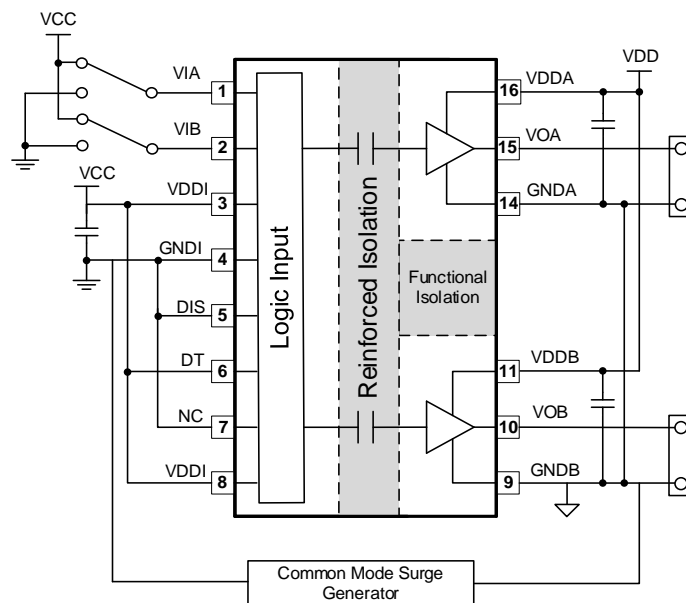 VCC
VDD
VIA
1
16
VDDA
VIB
2
15
VOA
VCC
VDDI
3
14
GNDA
GNDI
4
Functional
Isolation
DIS
5
Logic Input
Reinforced Isolation
DT
6
11
VDDB
NC
7
10
VOB
VDDI
8
9
GNDB
Common Mode Surge
Generator